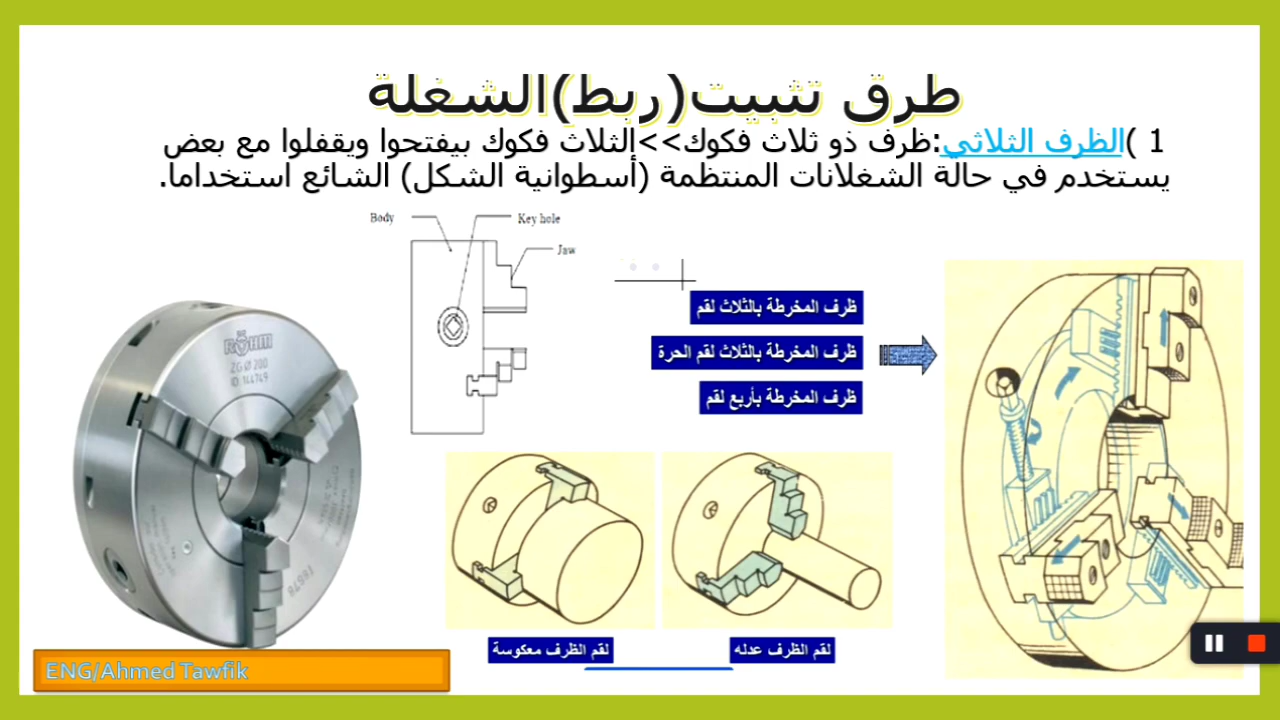 طرق تثبيت(ربط)الشغلة
1 )الظرف الثلاثي:ظرف ذو ثلاث فكوك>>الثلاث فكوك بيفتحوا ويقفلوا مع بعض
يستخدم في حالة الشغلانات المنتظمة (أسطوانية الشكل) الشائع استخداما.
Body
Key hole
Jaw
ظرف المخرطة بالثلاث لقم
ظرف المخرطة بالثلاث لقم الحرة
ظرف المخرطة بأربع لقم
RÖHM
ZG Ø 200
ID. 144749
لقم الظرف عدله
لقم الظرف معكوسة
ENG/Ahmed Tawfik